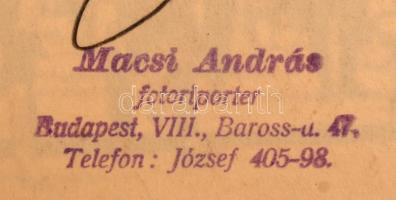 Macsi András
fotoriporter
Budapest, VIII., Baross-u. 47.
Telefon: József 405-98.